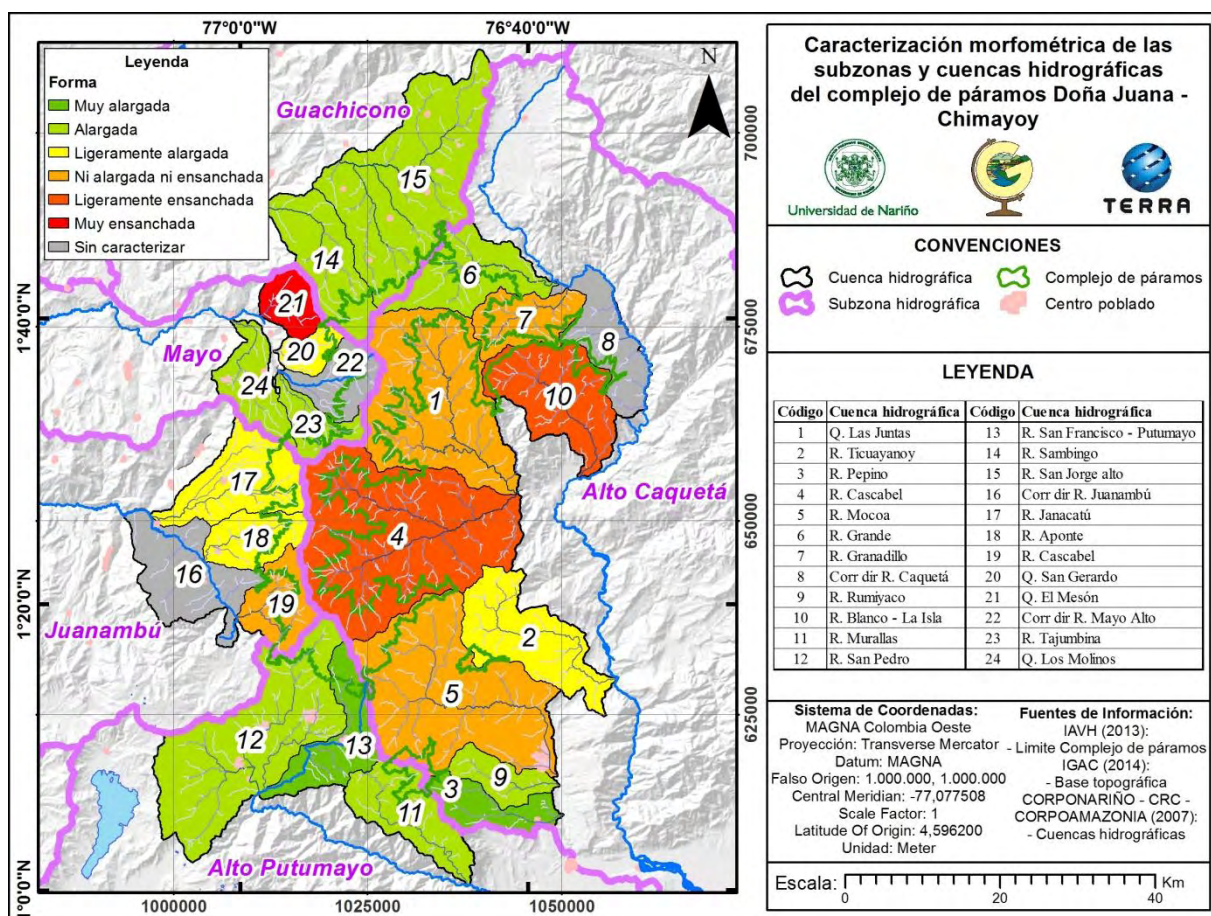 77°0'0"W
76°40'0"W
Leyenda
Forma
Muy alargada
Alargada
Ligeramente alargada
Ni alargada ni ensanchada
Ligeramente ensanchada
Muy ensanchada
Sin caracterizar
N
Guachicono
Mayo
Juanambú
Alto Putumayo
Alto Caquetá
15
14
6
21
7
8
20
22
24
1
10
23
17
4
18
16
19
2
5
12
13
9
3
11
1°40'0"N
1°20'0"N
1°0'0"N
700000
675000
650000
625000
1000000
1025000
1050000
Caracterización morfométrica de las
subzonas y cuencas hidrográficas
del complejo de páramos Doña Juana -
Chimayoy
Universidad de Nariño
TERRA
CONVENCIONES
Cuenca hidrográfica
Complejo de páramos
Subzona hidrográfica
Centro poblado
LEYENDA
Código Cuenca hidrográfica Código Cuenca hidrográfica
1 Q. Las Juntas 13 R. San Francisco - Putumayo
2 R. Ticuayanoy 14 R. Sambingo
3 R. Pepino 15 R. San Jorge alto
4 R. Cascabel 16 Corr dir R. Juanambú
5 R. Mocoa 17 R. Janacatú
6 R. Grande 18 R. Aponte
7 R. Granadillo 19 R. Cascabel
8 Corr dir R. Caquetá 20 Q. San Gerardo
9 R. Rumiyaco 21 Q. El Mesón
10 R. Blanco - La Isla 22 Corr dir R. Mayo Alto
11 R. Murallas 23 R. Tajumbina
12 R. San Pedro 24 Q. Los Molinos
Sistema de Coordenadas:
MAGNA Colombia Oeste
Proyección: Transverse Mercator
Datum: MAGNA
Falso Origen: 1.000.000, 1.000.000
Central Meridian: -77,077508
Scale Factor: 1
Latitude Of Origin: 4,596200
Unidad: Meter
Fuentes de Información:
IAVH (2013):
- Limite Complejo de páramos
IGAC (2014):
- Base topográfica
CORPONARIÑO - CRC -
CORPOAMAZONIA (2007):
- Cuencas hidrográficas
Escala:
0 20 40
Km